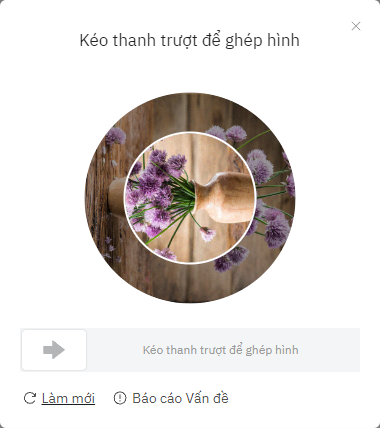 Kéo thanh trượt để ghép hình
Kéo thanh trượt để ghép hình
Làm mới
Báo cáo Vấn đề